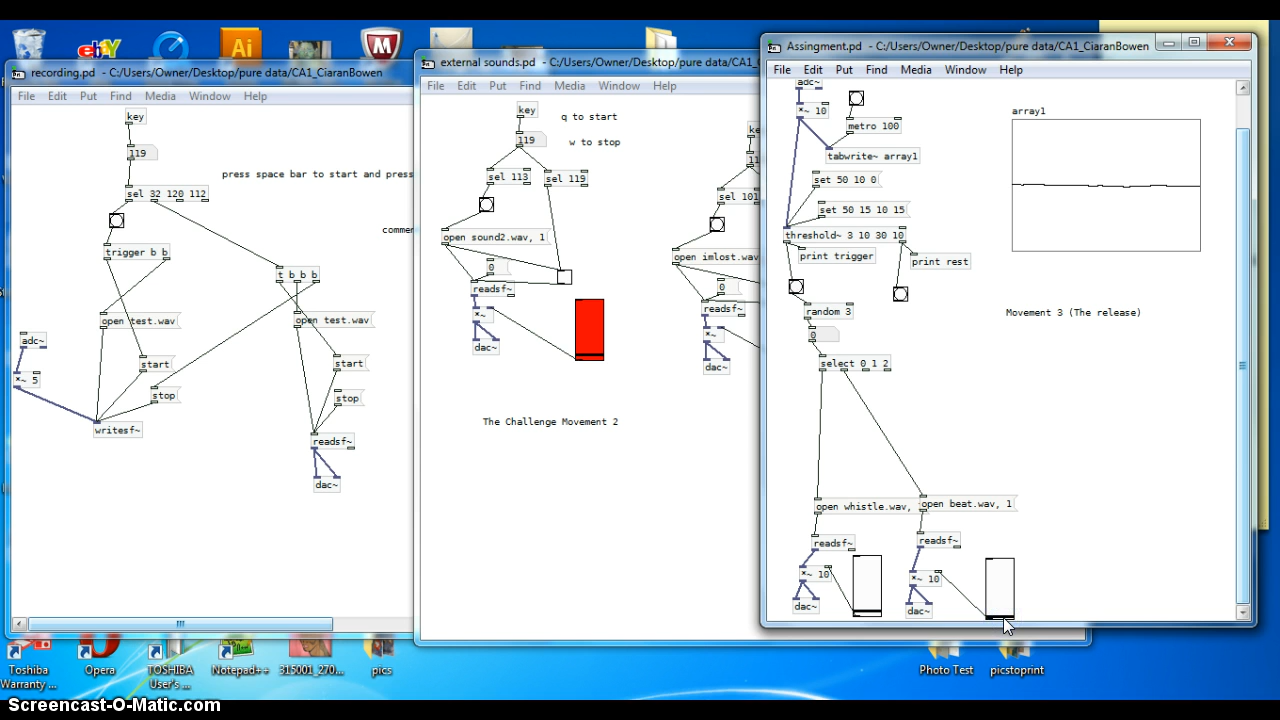 ebY
Ai
recording.pd - C:/Users/Owner/Desktop/pure data/CA1_CiaranBowen
File Edit Put Find Media Window Help
key
119
press space bar to start and press
sel 32 120 112
commen
trigger b b
t b b b
open test.wav
open test.wav
adc~
start
start
*~ 5
stop
stop
writesf~
readsf~
dac~
external sounds.pd - C:/Users/Owner/Desktop/pure data/CA1_
File Edit Put Find Media Window Help
key
q to start
119
w to stop
sel 113
sel 119
sel 101
open sound2.wav, 1
open imlost.wav
0
0
readsf~
readsf~
*~
*~
dac~
dac~
The Challenge Movement 2
Assingment.pd - C:/Users/Owner/Desktop/pure data/CA1_CiaranBowen
File Edit Put Find Media Window Help
adc~
*~ 10
metro 100
array1
tabwrite~ array1
set 50 10 0
set 50 15 10 15
threshold~ 3 10 30 10
print trigger
print rest
random 3
Movement 3 (The release)
0
select 0 1 2
open whistle.wav,
open beat.wav, 1
readsf~
readsf~
*~ 10
*~ 10
dac~
dac~
Toshiba
Warranty ...
Opera
TOSHIBA
User's ...
Notepad++
315001_270...
pics
Photo Test
picstoprint
Screencast-O-Matic.com